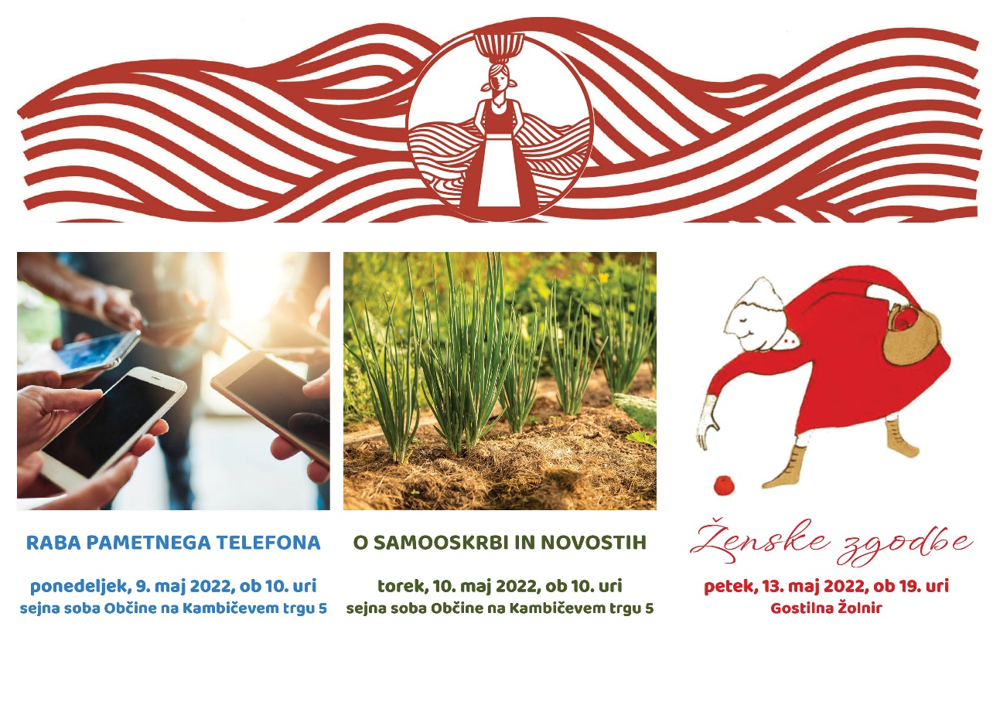 RABA PAMETNEGA TELEFONA
ponedeljek, 9. maj 2022, ob 10. uri
sejna soba Občine na Kambičevem trgu 5
O SAMOOSKRBI IN NOVOSTIH
torek, 10. maj 2022, ob 10. uri
sejna soba Občine na Kambičevem trgu 5
Ženske zgodbe
petek, 13. maj 2022, ob 19. uri
Gostilna Žolnir